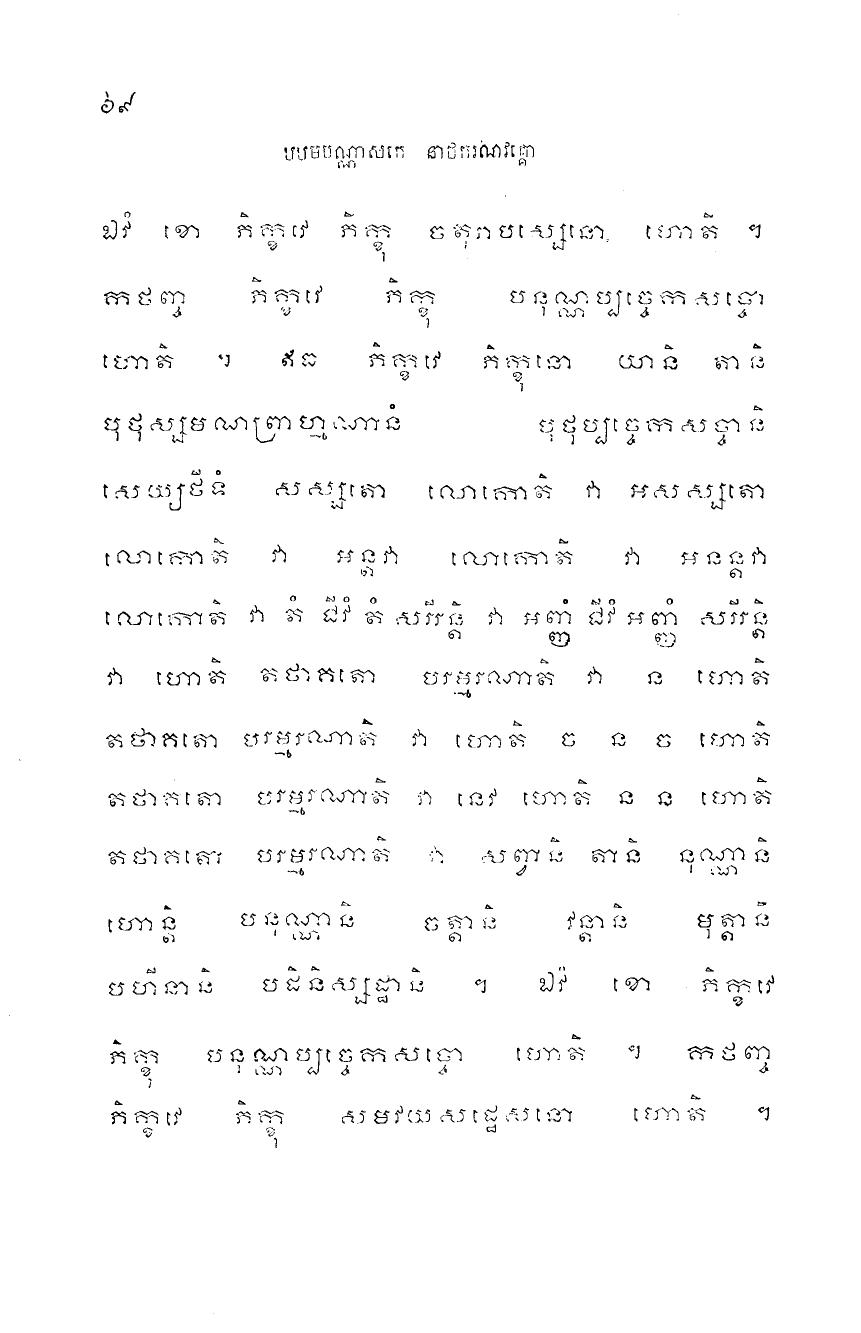 ៦៩
បឋមបណ្ណាសកេ នាថករណវគ្គោ
ឯវំ ខោ ភិក្ខវេ ភិក្ខុ ចតុរាបស្សេនោ ហោតិ ។
កថញ្ច ភិក្ខវេ ភិក្ខុ បនុណ្ណប្បច្ចេកសច្ចោ
ហោតិ ។ ឥធ ភិក្ខវេ ភិក្ខុនោ យានិ តានិ
បុថុស្សមណព្រាហ្មណានំ បុថុប្បច្ចេកសច្ចានិ
សេយ្យថីទំ សស្សតោ លោកោតិ វា អសស្សតោ
លោកោតិ វា អន្តវា លោកោតិ វា អនន្តវា
លោកោតិ វា តំ ជីវំ តំ សរីរន្តិ វា អញ្ញំ ជីវំ អញ្ញំ សរីរន្តិ
វា ហោតិ តថាគតោ បរម្មរណាតិ វា ន ហោតិ
តថាគតោ បរម្មរណាតិ វា ហោតិ ច ន ច ហោតិ
តថាគតោ បរម្មរណាតិ វា នេវ ហោតិ ន ន ហោតិ
តថាគតោ បរម្មរណាតិ វា សព្វានិ តានិ នុណ្ណានិ
ហោន្តិ បនុណ្ណានិ ចត្តានិ វន្តានិ មុត្តានិ
បហីនានិ បដិនិស្សដ្ឋានិ ។ ឯវំ ខោ ភិក្ខវេ
ភិក្ខុ បនុណ្ណប្បច្ចេកសច្ចោ ហោតិ ។ កថញ្ច
ភិក្ខវេ ភិក្ខុ សមវយសដ្ឋេសនោ ហោតិ ។